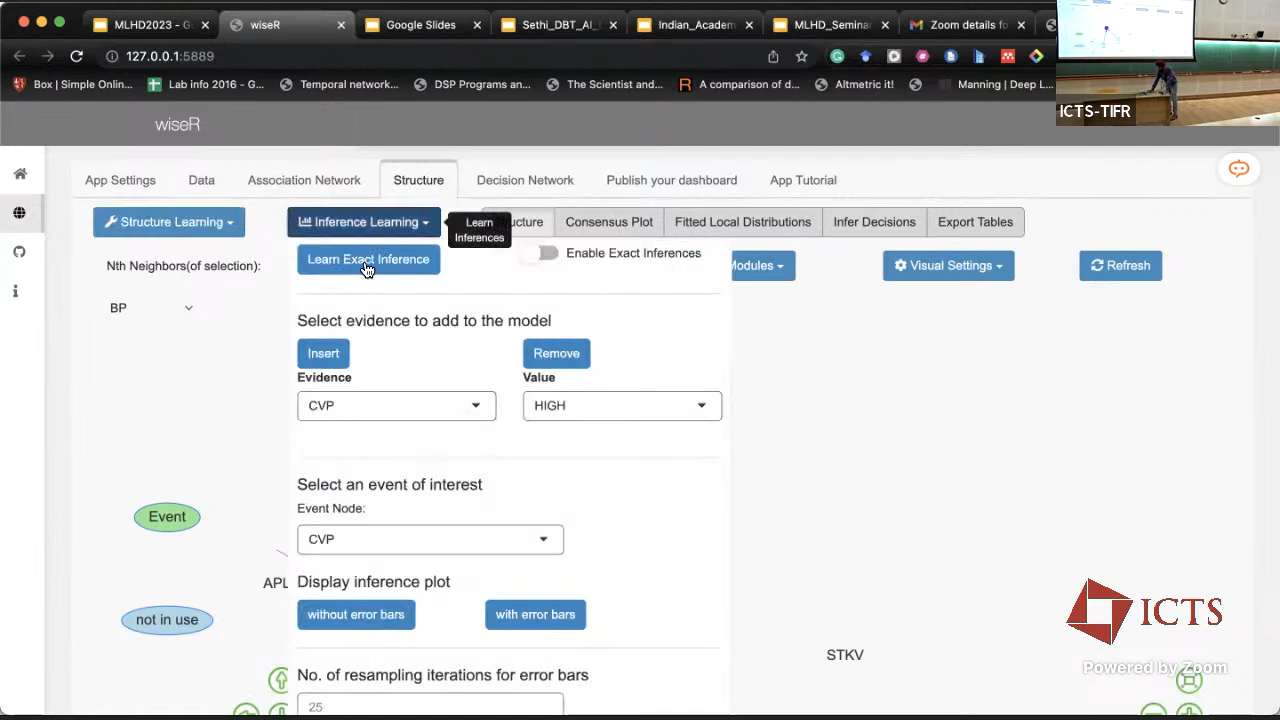 MLHD2023 - G
wiseR
Google Slides
Sethi_DBT_AI_
Indian_Academ
MLHD_Semina
Zoom details fo
127.0.0.1:5889
Box | Simple Onlin...
Lab info 2016 - G...
Temporal network...
DSP Programs an...
The Scientist and...
A comparison of d...
Altmetric it!
Manning | Deep L
ICTS-TIFR
wiseR
App Settings
Data
Association Network
Structure
Decision Network
Publish your dashboard
App Tutorial
Structure Learning
Inference Learning
Learn
Inferences
ucture
Consensus Plot
Fitted Local Distributions
Infer Decisions
Export Tables
Nth Neighbors(of selection):
Learn Exact Inference
Enable Exact Inferences
Modules
Visual Settings
Refresh
BP
Select evidence to add to the model
Insert
Remove
Evidence
Value
CVP
HIGH
Select an event of interest
Event Node:
Event
CVP
APL
Display inference plot
without error bars
with error bars
not in use
STKV
No. of resampling iterations for error bars
25
ICTS
Powered by Zoom